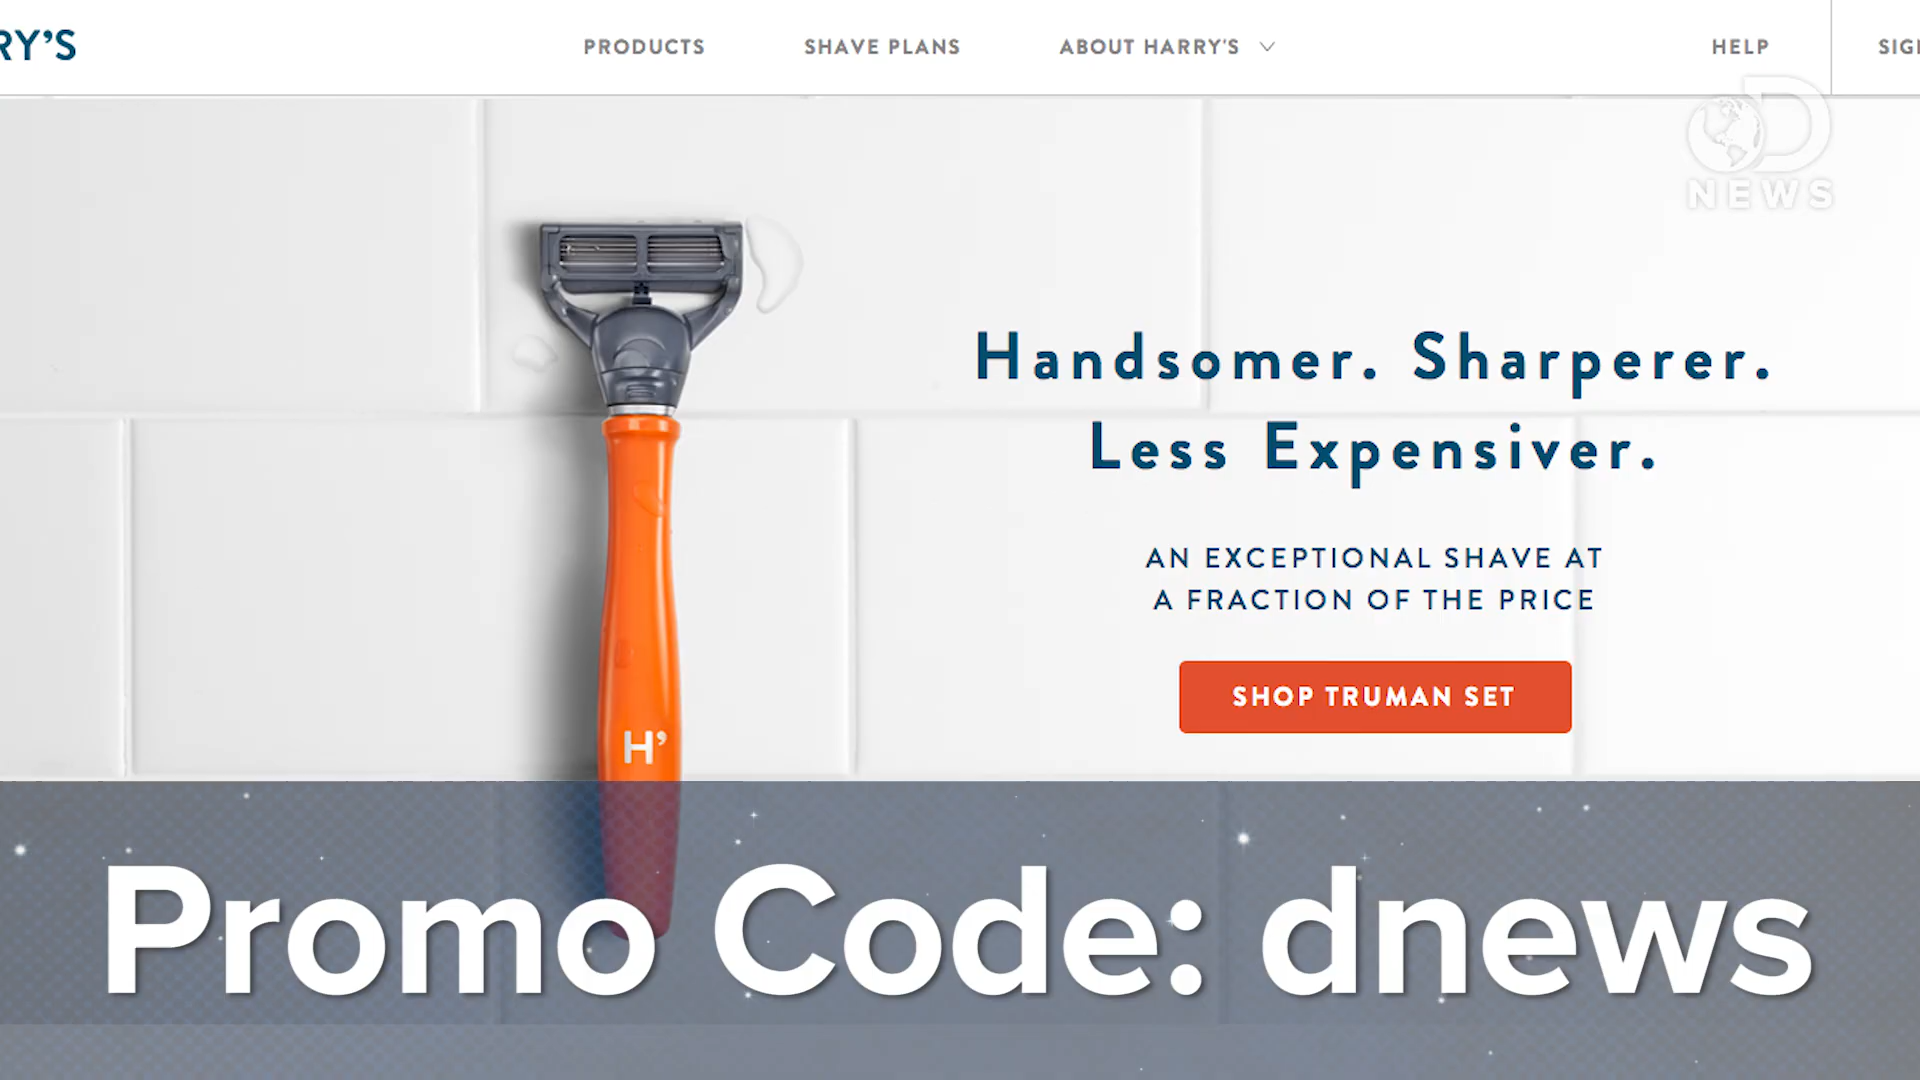 RY'S
PRODUCTS
SHAVE PLANS
ABOUT HARRY'S
HELP
SIG
D
NEWS
Handsomer. Sharperer.
Less Expensiver.
AN EXCEPTIONAL SHAVE AT
A FRACTION OF THE PRICE
SHOP TRUMAN SET
H'
Promo Code: dnews